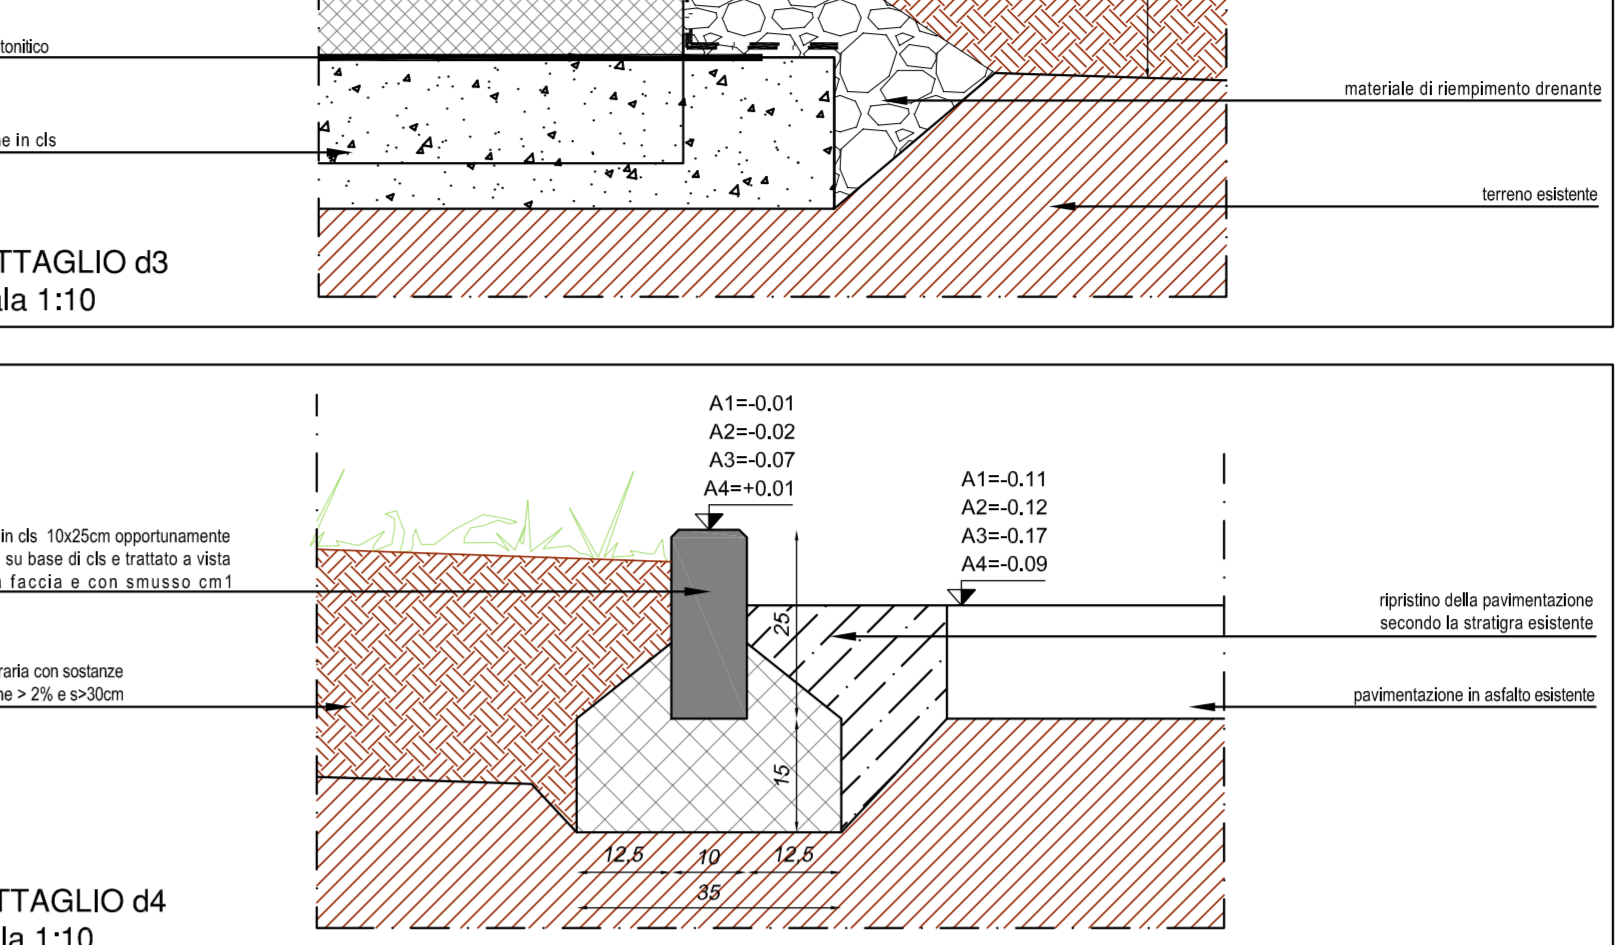 tonitico
materiale di riempimento drenante
e in cls
terreno esistente
TTAGLIO d3
ala 1:10
A1=-0.01
A2=-0.02
A3=-0.07
A4=+0.01
A1=-0.11
A2=-0.12
A3=-0.17
A4=-0.09
in cls 10x25cm opportunamente
su base di cls e trattato a vista
faccia e con smusso cm1
ripristino della pavimentazione
secondo la stratigra esistente
25
raria con sostanze
ne > 2% e s>30cm
pavimentazione in asfalto esistente
15
12,5 10 12,5
35
TTAGLIO d4
la 1:10